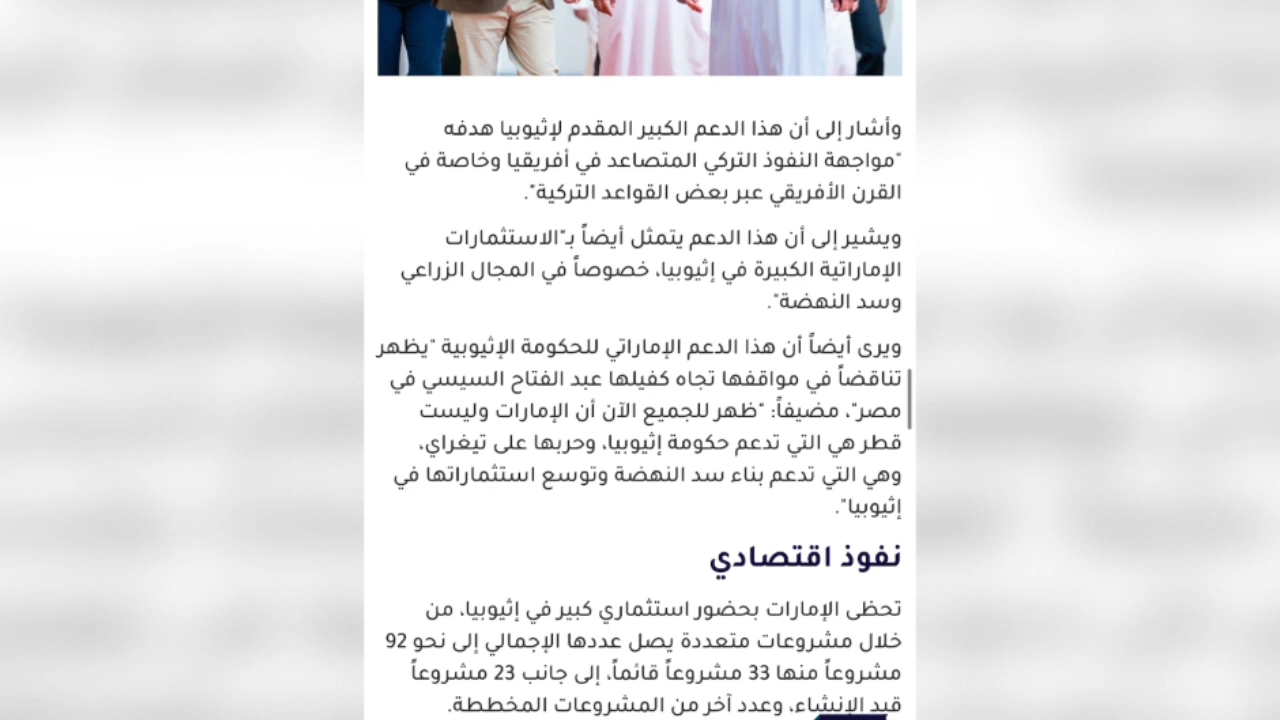 وأشار إلى أن هذا الدعم الكبير المقدم لإثيوبيا هدفه
"مواجهة النفوذ التركي المتصاعد في أفريقيا وخاصة في
القرن الأفريقي عبر بعض القواعد التركية".
ويشير إلى أن هذا الدعم يتمثل أيضاً بـ"الاستثمارات
الإماراتية الكبيرة في إثيوبيا، خصوصاً في المجال الزراعي
وسد النهضة".
ويرى أيضاً أن هذا الدعم الإماراتي للحكومة الإثيوبية "يظهر
تناقضاً في مواقفها تجاه كفيلها عبد الفتاح السيسي في
مصر"، مضيفاً: "ظهر للجميع الآن أن الإمارات وليست
قطر هي التي تدعم حكومة إثيوبيا، وحربها على تيغراي،
وهي التي تدعم بناء سد النهضة وتوسع استثماراتها في
إثيوبيا".
نفوذ اقتصادي
تحظى الإمارات بحضور استثماري كبير في إثيوبيا، من
خلال مشروعات متعددة يصل عددها الإجمالي إلى نحو 92
مشروعاً منها 33 مشروعاً قائماً، إلى جانب 23 مشروعاً
قيد الإنشاء، وعدد آخر من المشروعات المخططة.